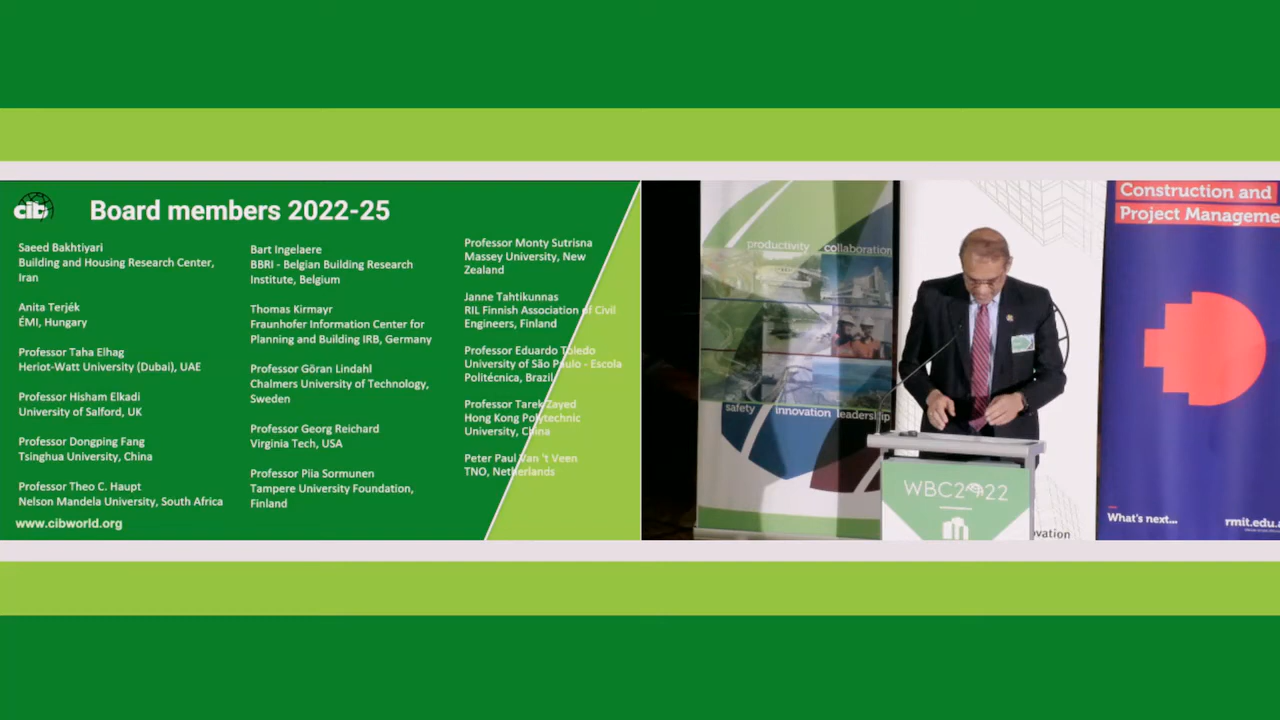 cib
Board members 2022-25
Saeed Bakhtiyari
Building and Housing Research Center,
Iran
Anita Terjék
ÉMI, Hungary
Professor Taha Elhag
Heriot-Watt University (Dubai), UAE
Professor Hisham Elkadi
University of Salford, UK
Professor Dongping Fang
Tsinghua University, China
Professor Theo C. Haupt
Nelson Mandela University, South Africa
www.cibworld.org
Bart Ingelaere
BBRI - Belgian Building Research
Institute, Belgium
Thomas Kirmayr
Fraunhofer Information Center for
Planning and Building IRB, Germany
Professor Göran Lindahl
Chalmers University of Technology,
Sweden
Professor Georg Reichard
Virginia Tech, USA
Professor Piia Sormunen
Tampere University Foundation,
Finland
Professor Monty Sutrisna
Massey University, New
Zealand
Janne Tahtikunnas
RIL Finnish Association of Civil
Engineers, Finland
Professor Eduardo Toledo
University of São Paulo - Escola
Politécnica, Brazil
Professor Tarek Zayed
Hong Kong Polytechnic
University, China
Peter Paul Van 't Veen
TNO, Netherlands
productivity collaboration
safety innovation leadership
WBC2022
vation
Construction and
Project Manageme
What's next...
rmit.edu.a